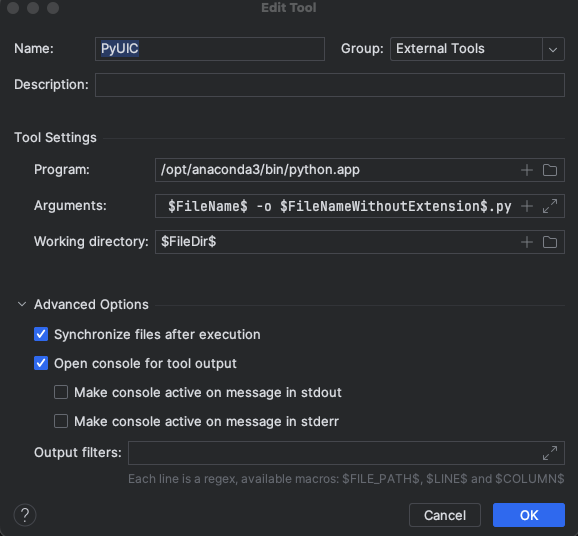 Edit Tool
Name: PyUIC Group: External Tools
Description:
Tool Settings
Program: /opt/anaconda3/bin/python.app
Arguments: $FileName$ -o $FileNameWithoutExtension$.py
Working directory: $FileDir$
Advanced Options
Synchronize files after execution
Open console for tool output
Make console active on message in stdout
Make console active on message in stderr
Output filters:
Each line is a regex, available macros: $FILE_PATH$, $LINE$ and $COLUMN$
? Cancel OK